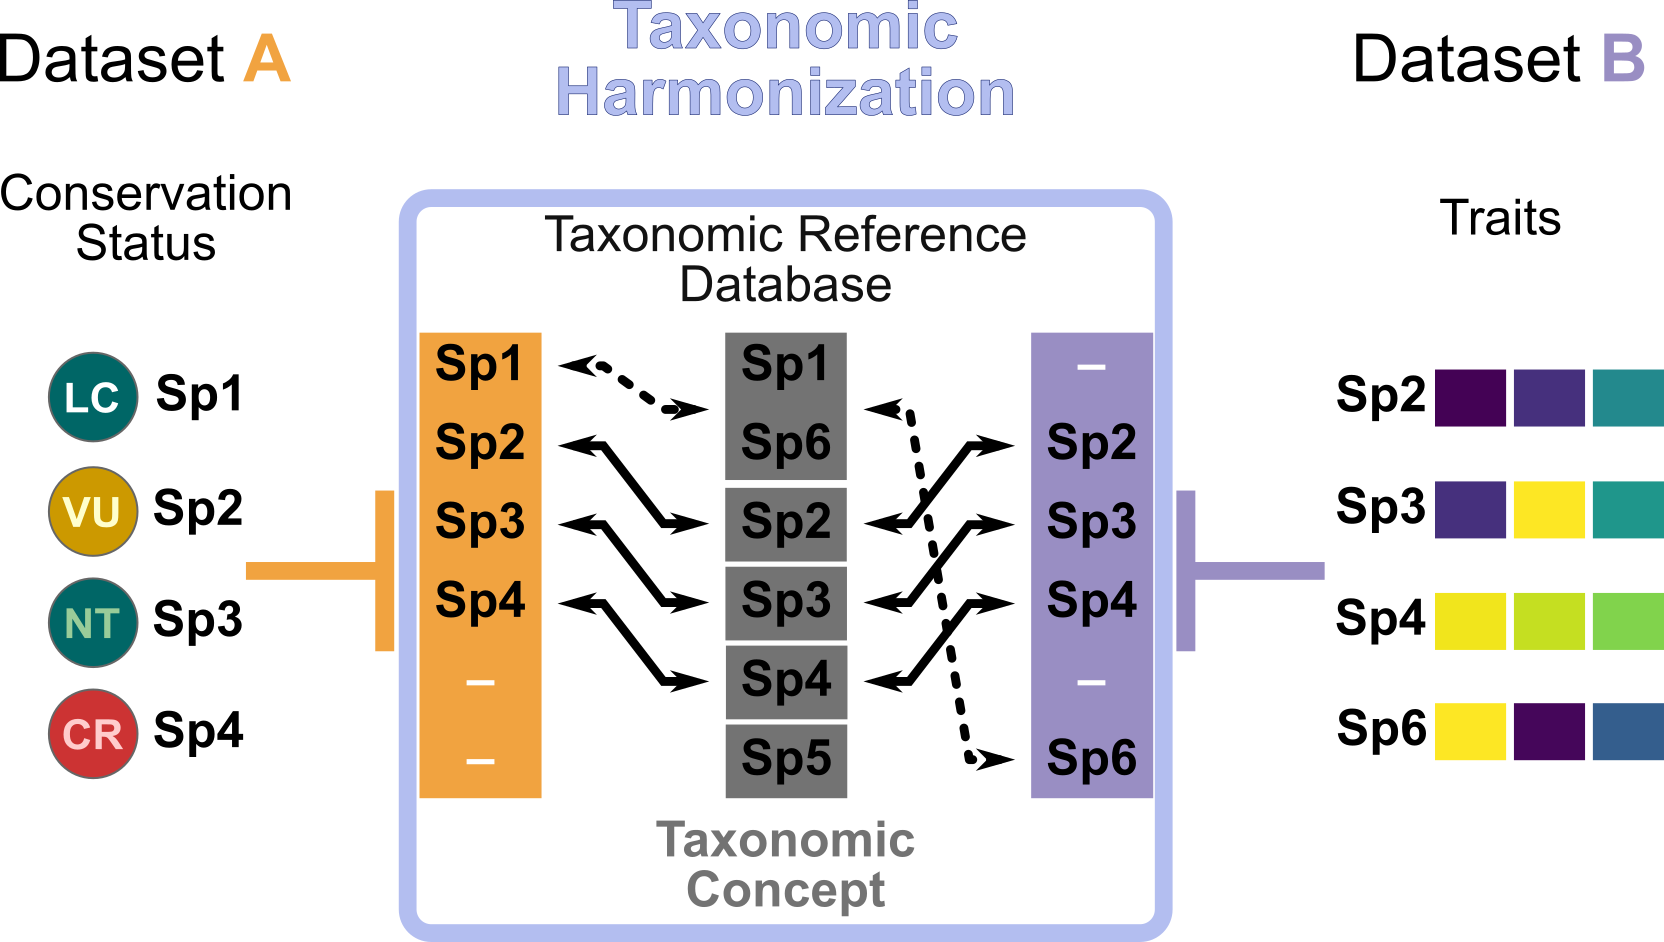 Dataset A
Taxonomic
Harmonization
Dataset B
Conservation
Status
LC Sp1
VU Sp2
NT Sp3
CR Sp4
Taxonomic Reference
Database
Sp1
Sp2
Sp3
Sp4
–
–
Sp1
Sp6
Sp2
Sp3
Sp4
Sp5
–
Sp2
Sp3
Sp4
–
Sp6
Taxonomic
Concept
Traits
Sp2
Sp3
Sp4
Sp6